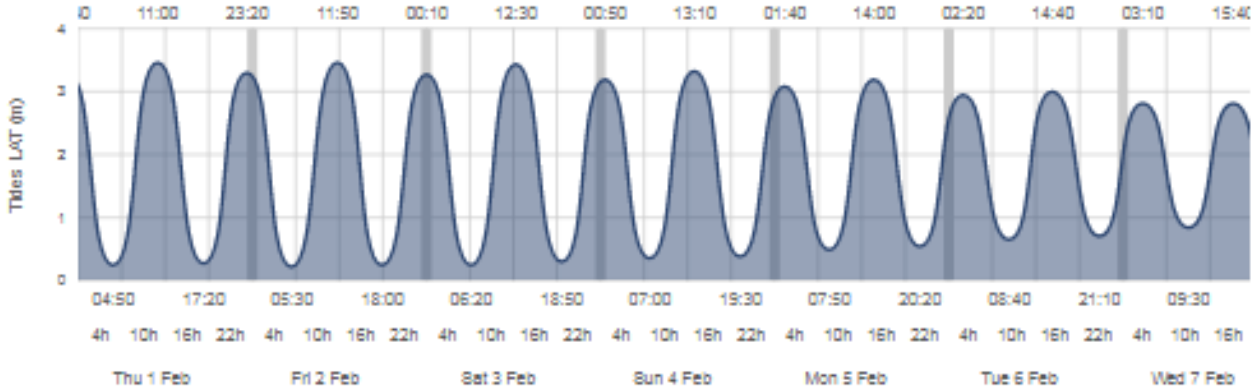 11:00 23:20 11:50 00:10 12:30 00:50 13:10 01:40 14:00 02:20 14:40 03:10 15:40
4
3
2
1
0
Tides LAT (m)
04:50 17:20 05:30 18:00 06:20 18:50 07:00 19:30 07:50 20:20 08:40 21:10 09:30
4h 10h 16h 22h 4h 10h 16h 22h 4h 10h 16h 22h 4h 10h 16h 22h 4h 10h 16h 22h 4h 10h 16h 22h 4h 10h 16h
Thu 1 Feb Fri 2 Feb Sat 3 Feb Sun 4 Feb Mon 5 Feb Tue 6 Feb Wed 7 Feb